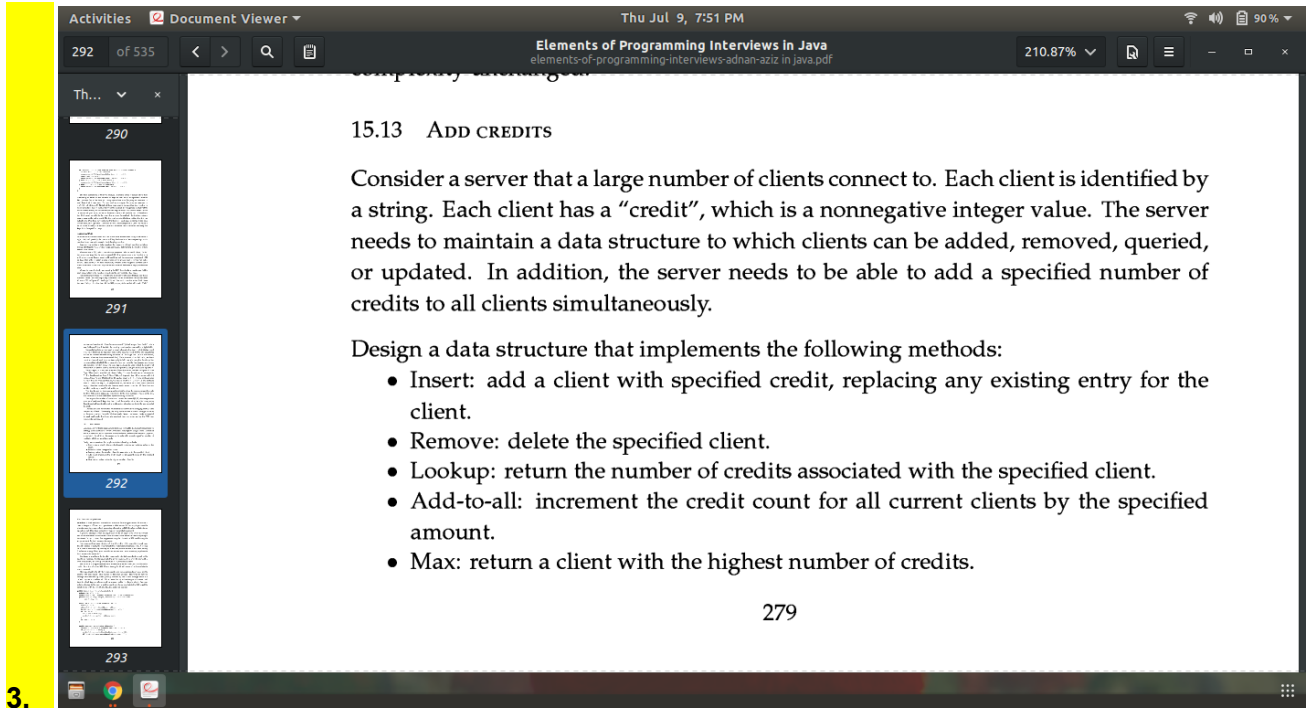 Activities Document Viewer Thu Jul 9, 7:51 PM 90 %
292 of 535 Elements of Programming Interviews in Java 210.87%
elements-of-programming-interviews-adnan-aziz in java.pdf
Th...
complexity unchanged.
290
15.13 ADD CREDITS
Consider a server that a large number of clients connect to. Each client is identified by
a string. Each client has a “credit”, which is a nonnegative integer value. The server
needs to maintain a data structure to which clients can be added, removed, queried,
or updated. In addition, the server needs to be able to add a specified number of
credits to all clients simultaneously.
291
Design a data structure that implements the following methods:
• Insert: add a client with specified credit, replacing any existing entry for the
client.
• Remove: delete the specified client.
• Lookup: return the number of credits associated with the specified client.
292
• Add-to-all: increment the credit count for all current clients by the specified
amount.
• Max: return a client with the highest number of credits.
279
293
3.